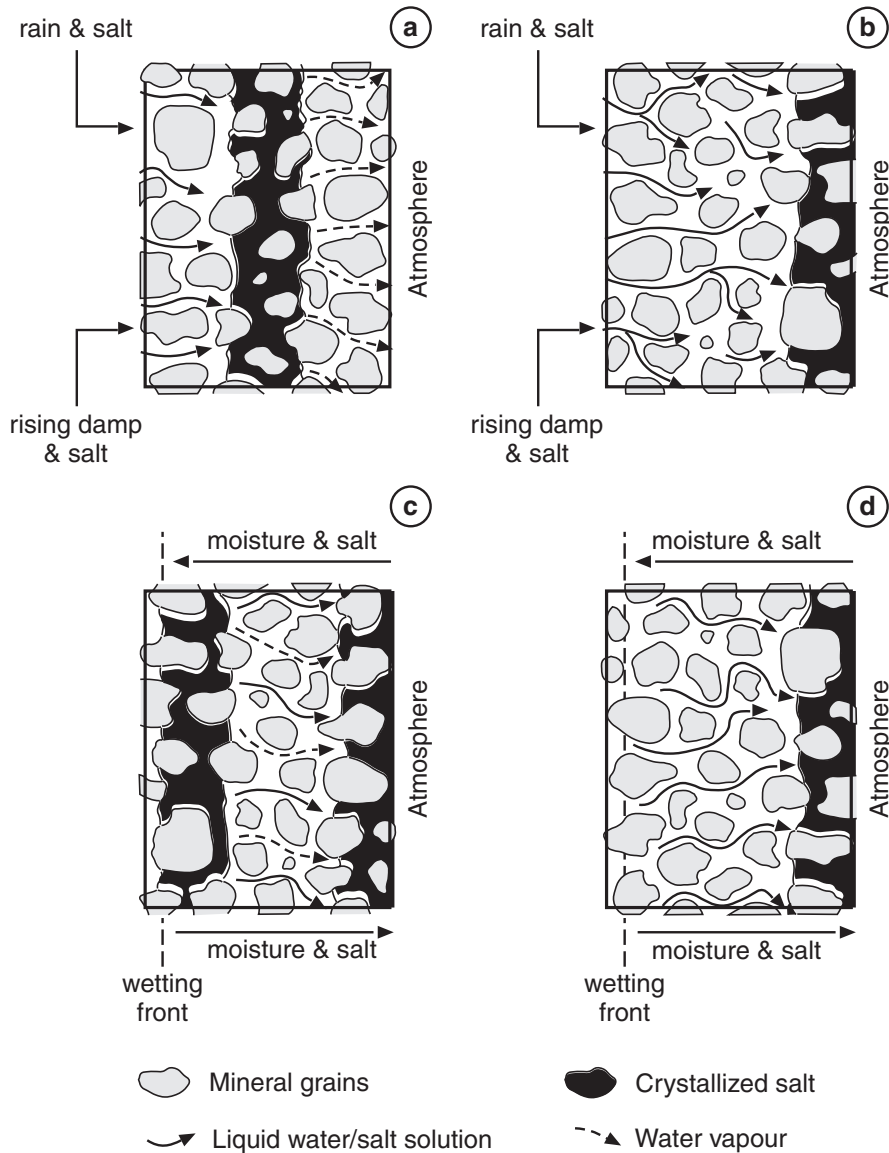 a
rain & salt
Atmosphere
rising damp
& salt
b
rain & salt
Atmosphere
rising damp
& salt
c
moisture & salt
Atmosphere
moisture & salt
wetting
front
d
moisture & salt
Atmosphere
moisture & salt
wetting
front
Mineral grains
Crystallized salt
Liquid water/salt solution
Water vapour